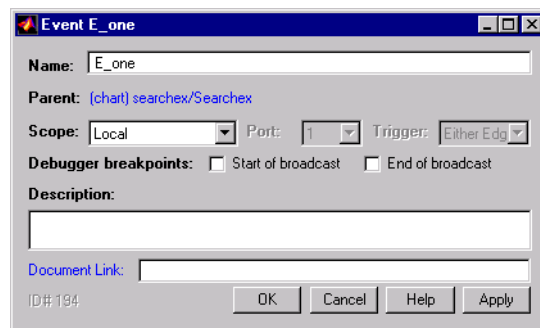 Event E_one
Name: E_one
Parent: (chart) searchex/Searchex
Scope: Local Port: 1 Trigger: Either Edg
Debugger breakpoints: Start of broadcast End of broadcast
Description:
Document Link:
ID# 194 OK Cancel Help Apply